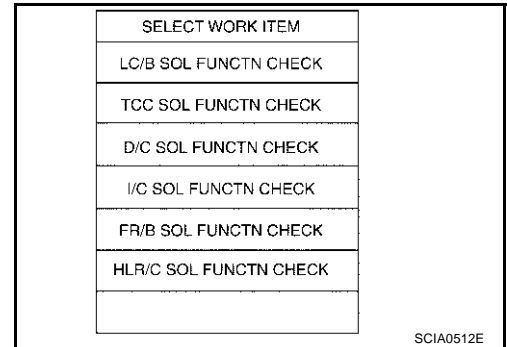 SELECT WORK ITEM
LC/B SOL FUNCTN CHECK
TCC SOL FUNCTN CHECK
D/C SOL FUNCTN CHECK
I/C SOL FUNCTN CHECK
FR/B SOL FUNCTN CHECK
HLR/C SOL FUNCTN CHECK
SCIA0512E